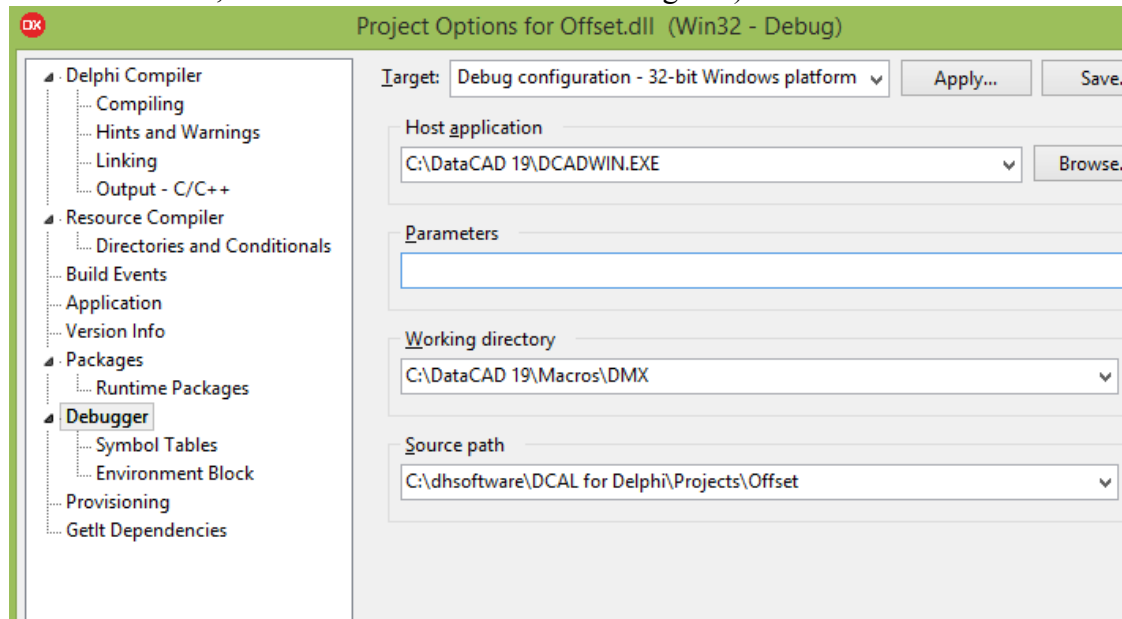 DX
Project Options for Offset.dll (Win32 - Debug)
Delphi Compiler
Compiling
Hints and Warnings
Linking
Output - C/C++
Resource Compiler
Directories and Conditionals
Build Events
Application
Version Info
Packages
Runtime Packages
Debugger
Symbol Tables
Environment Block
Provisioning
GetIt Dependencies
Target: Debug configuration - 32-bit Windows platform Apply... Save.
Host application
C:\DataCAD 19\DCADWIN.EXE Browse.
Parameters
Working directory
C:\DataCAD 19\Macros\DMX
Source path
C:\dhsoftware\DCAL for Delphi\Projects\Offset